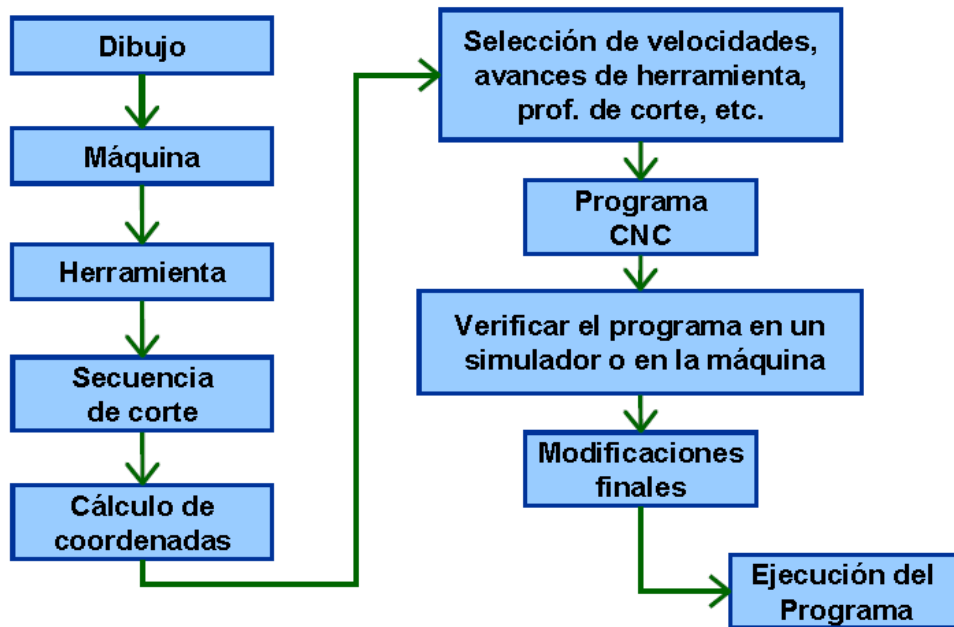 Dibujo
Máquina
Herramienta
Secuencia
de corte
Cálculo de
coordenadas
Selección de velocidades,
avances de herramienta,
prof. de corte, etc.
Programa
CNC
Verificar el programa en un
simulador o en la máquina
Modificaciones
finales
Ejecución del
Programa